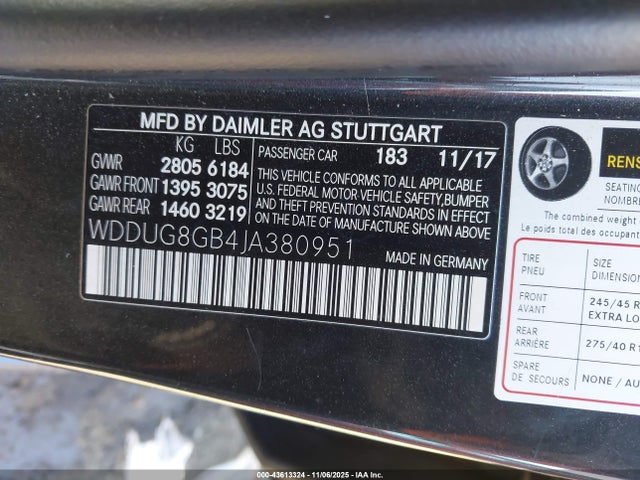 MFD BY DAIMLER AG STUTTGART
KG LBS
GVWR 2805 6184
GAWR FRONT 1395 3075
GAWR REAR 1460 3219
PASSENGER CAR 183 11/17
THIS VEHICLE CONFORMS TO ALL APPLICABLE
U.S. FEDERAL MOTOR VEHICLE SAFETY,BUMPER
AND THEFT PREVENTION STANDARDS IN EFFECT
ON DATE OF MANUFACTURE SHOWN ABOVE
WDDUG8GB4JA380951
MADE IN GERMANY
RENS
SEATING
NOMBRE
The combined weight
Le poids total des occupant
TIRE SIZE
PNEU DIMENSION
FRONT 245/45 R
AVANT EXTRA LO
REAR 275/40 R1
ARRIÈRE
SPARE NONE / AU
DE SECOURS
000-43613324 - 11/06/2025 - IAA Inc.